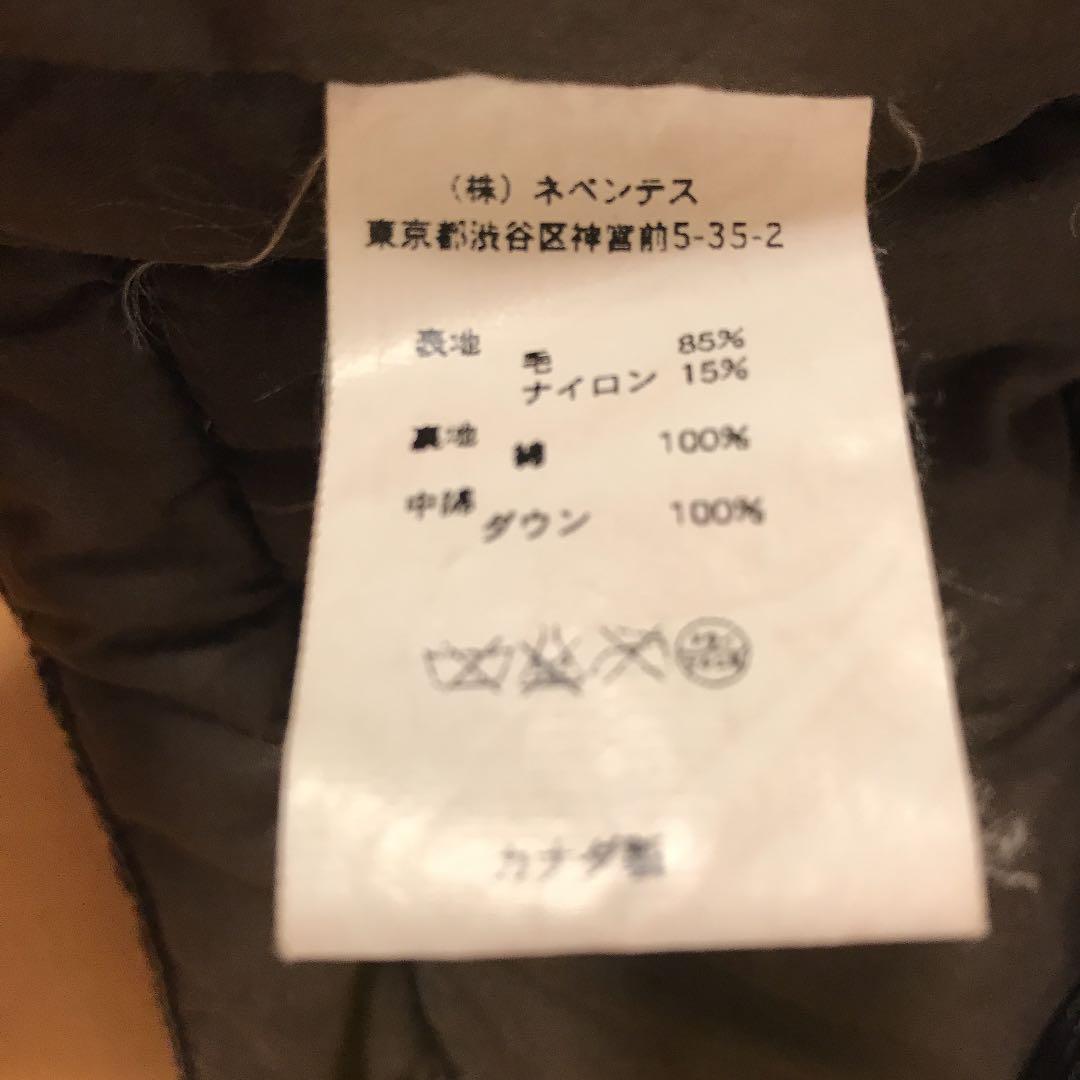 (株) ネペンテス
東京都渋谷区神宮前5-35-2
表地 毛 85%
ナイロン 15%
裏地 綿 100%
中綿 ダウン 100%
カナダ製